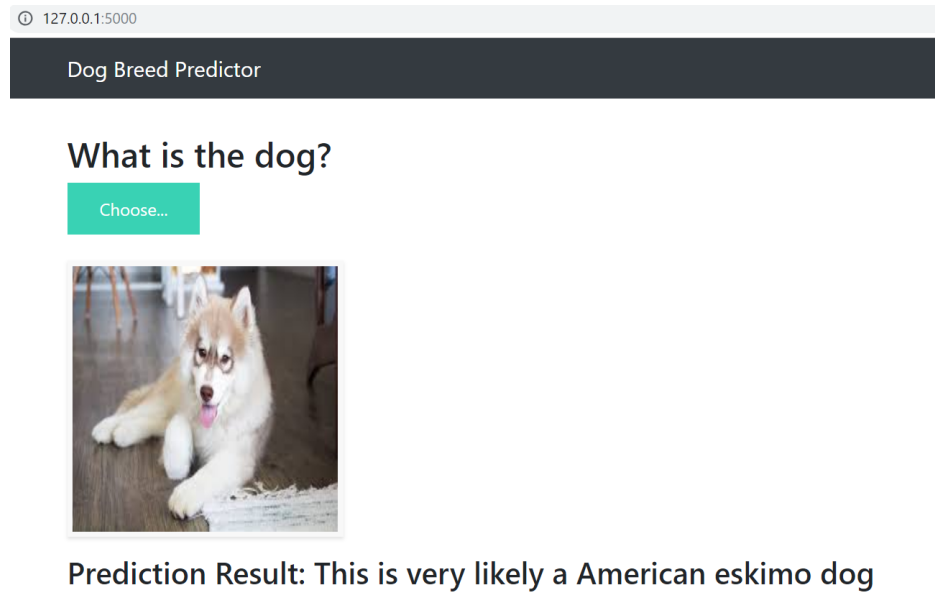 127.0.0.1:5000
Dog Breed Predictor
What is the dog?
Choose...
Prediction Result: This is very likely a American eskimo dog